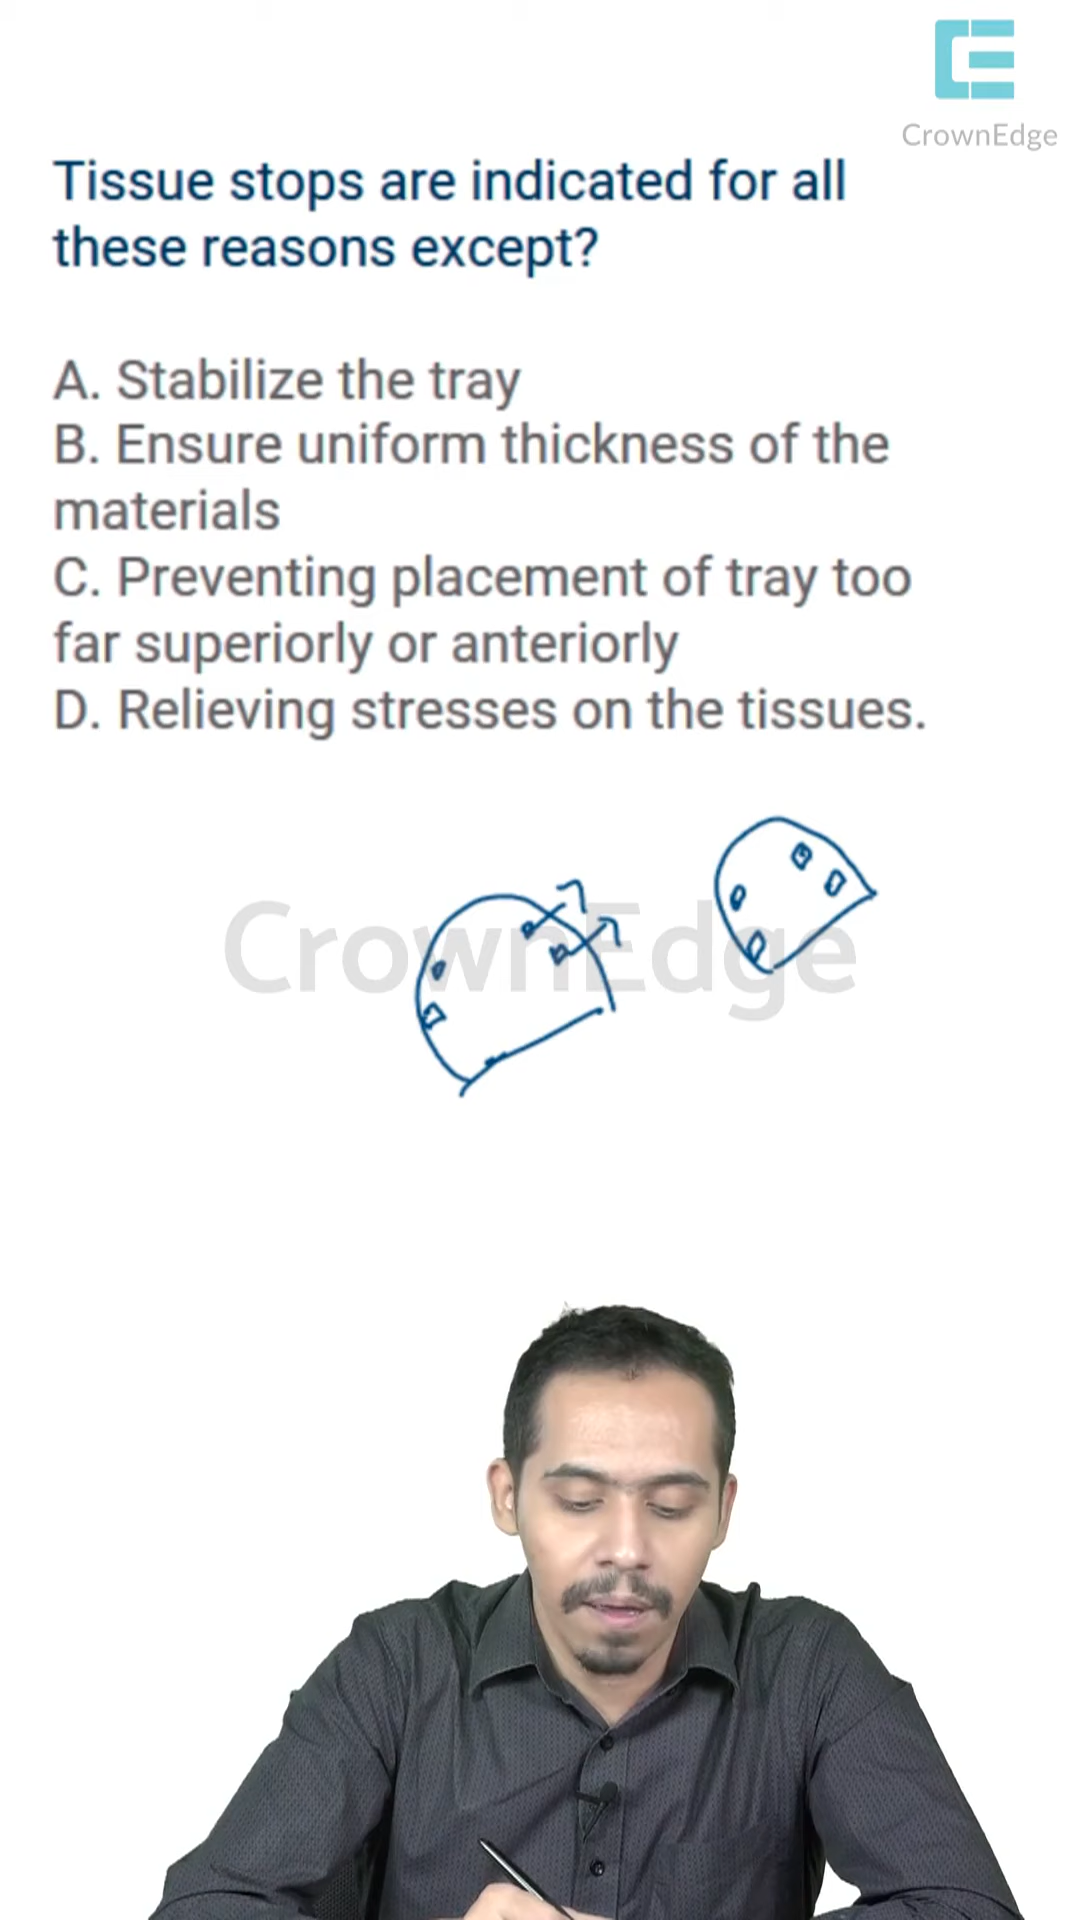 CrownEdge
Tissue stops are indicated for all
these reasons except?
A. Stabilize the tray
B. Ensure uniform thickness of the
materials
C. Preventing placement of tray too
far superiorly or anteriorly
D. Relieving stresses on the tissues.
CrownEdge